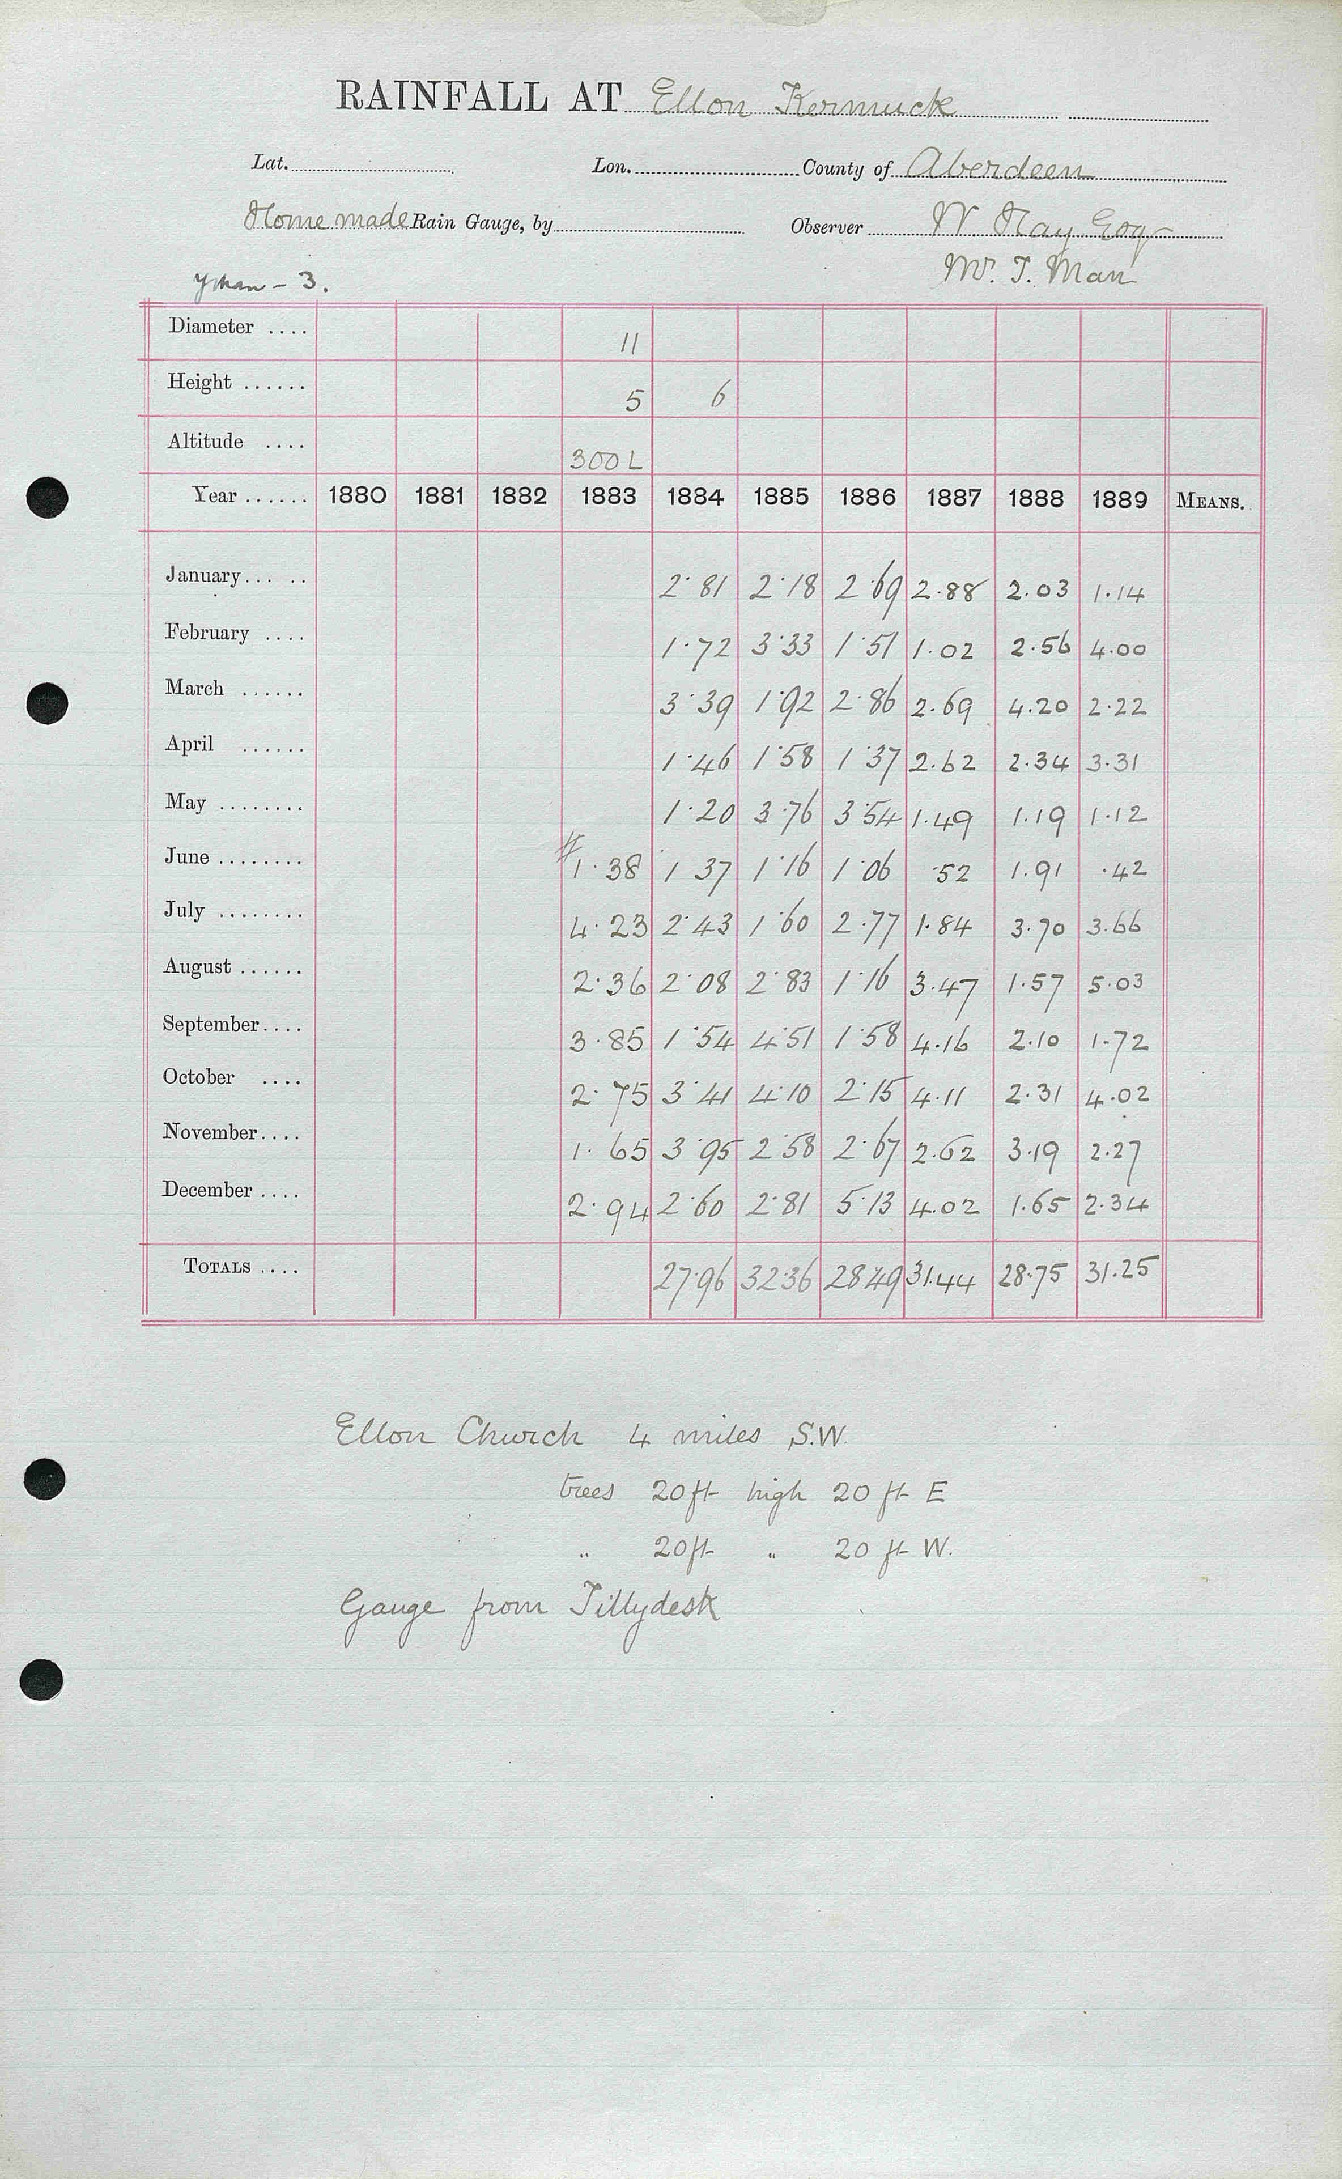 RAINFALL AT Ellon Kermuck
Lat. Lon. County of Aberdeen
Home made Rain Gauge, by Observer W Hay Esq
Mr. T. Man
Ythan - 3.
Diameter .... 11
Height ...... 5 6
Altitude .... 300 L
Year ...... 1880 1881 1882 1883 1884 1885 1886 1887 1888 1889 MEANS.
January... .. 2·81 2·18 2·69 2.88 2.03 1.14
February .... 1·72 3·33 1·51 1.02 2.56 4.00
March ...... 3·39 1·92 2·86 2.69 4.20 2.22
April ...... 1·46 1·58 1·37 2.62 2.34 3.31
May ........ 1·20 3·76 3·54 1.49 1.19 1.12
June ........ # 1·38 1 37 1·16 1·06 ·52 1.91 ·42
July ........ 4·23 2·43 1·60 2·77 1·84 3.70 3.66
August ...... 2·36 2·08 2·83 1·16 3.47 1.57 5.03
September.... 3·85 1·54 4·51 1·58 4.16 2.10 1.72
October .... 2·75 3·41 4·10 2·15 4.11 2.31 4.02
November.... 1·65 3·95 2·58 2·67 2.62 3.19 2.27
December .... 2·94 2·60 2·81 5·13 4.02 1.65 2.34
TOTALS .... 27·96 32·36 28·49 31.44 28·75 31.25
Ellon Church 4 miles S.W.
trees 20 ft high 20 ft E
" 20 ft " 20 ft W.
Gauge from Tillydesk